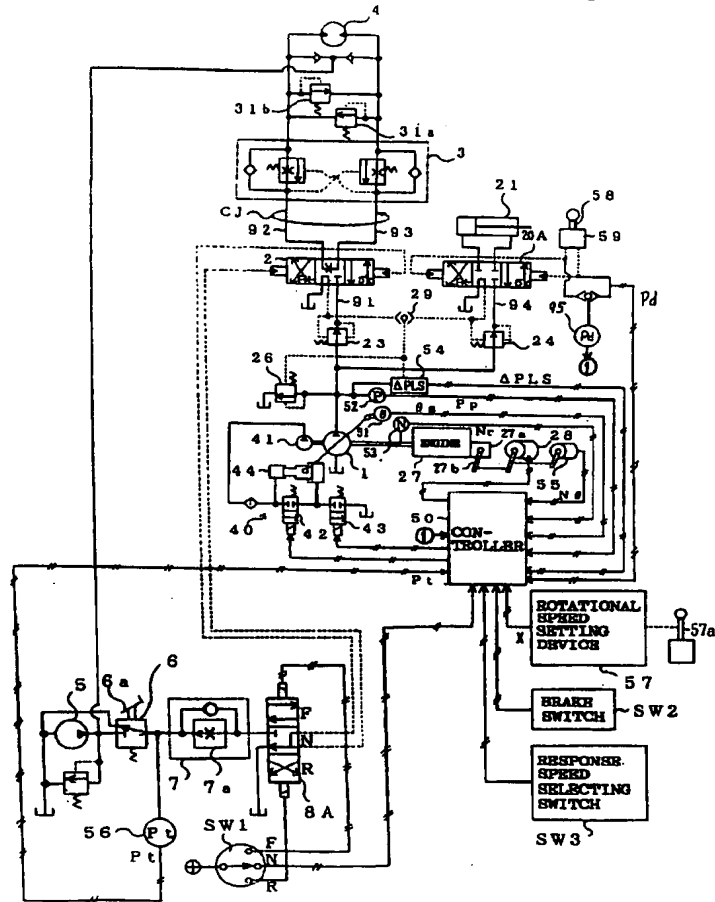 4
31b
31a
3
CJ
92
93
21
58
59
20A
2
91
29
94
95
Pd
Pd
1
23
24
54
26
ΔPLS
ΔPLS
P
52
Pp
θ
51
θs
N
53
41
1
ENGINE
Nr
27a
28
27
27b
55
Nθ
44
40
42
43
50
CON-
TROLLER
1
Pt
ROTATIONAL
SPEED
SETTING
DEVICE
X
57a
57
BRAKE
SWITCH
SW2
RESPONSE
SPEED
SELECTING
SWITCH
SW3
5
6a
6
7
7a
F
N
R
8A
56
Pt
Pt
SW1
F
N
R